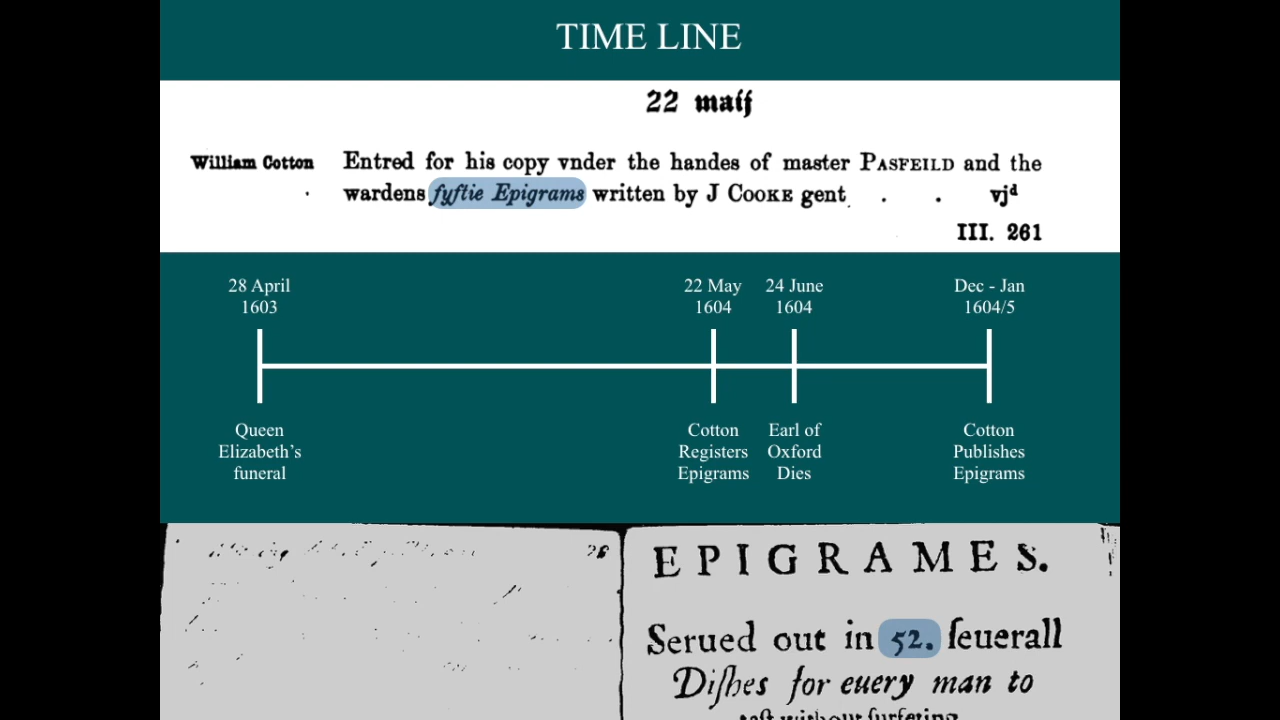 TIME LINE
22 maij
William Cotton
Entred for his copy vnder the handes of master PASFEILD and the
wardens fyftie Epigrams written by J COOKE gent . . vjd
III. 261
28 April
1603
22 May
1604
24 June
1604
Dec - Jan
1604/5
Queen
Elizabeth’s
funeral
Cotton
Registers
Epigrams
Earl of
Oxford
Dies
Cotton
Publishes
Epigrams
EPIGRAMES.
Serued out in 52. ſeuerall
Diſhes for euery man to
taſt without ſurfeting.